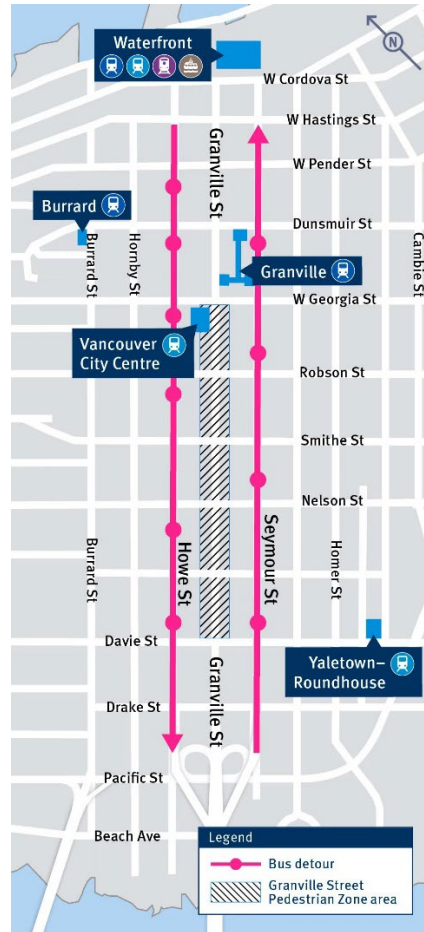 Waterfront
N
W Cordova St
W Hastings St
Granville St
W Pender St
Burrard
Dunsmuir St
Burrard St
Hornby St
Granville
Cambie St
W Georgia St
Vancouver
City Centre
Robson St
Smithe St
Nelson St
Burrard St
Howe St
Seymour St
Homer St
Davie St
Yaletown–
Roundhouse
Granville St
Drake St
Pacific St
Beach Ave
Legend
Bus detour
Granville Street
Pedestrian Zone area